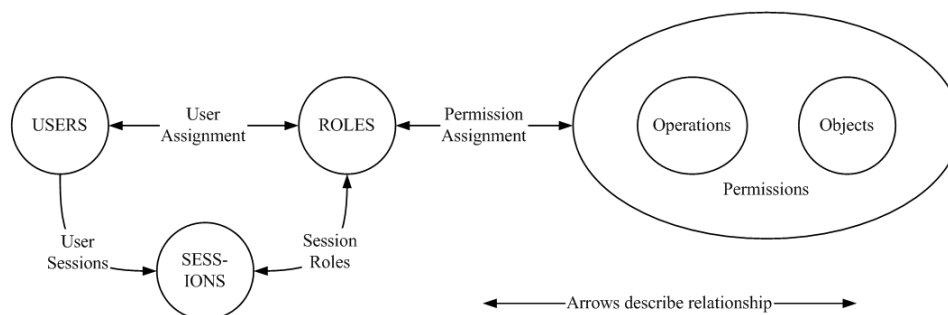 USERS
User
Assignment
ROLES
Permission
Assignment
Operations
Objects
Permissions
User
Sessions
SESS-
IONS
Session
Roles
Arrows describe relationship